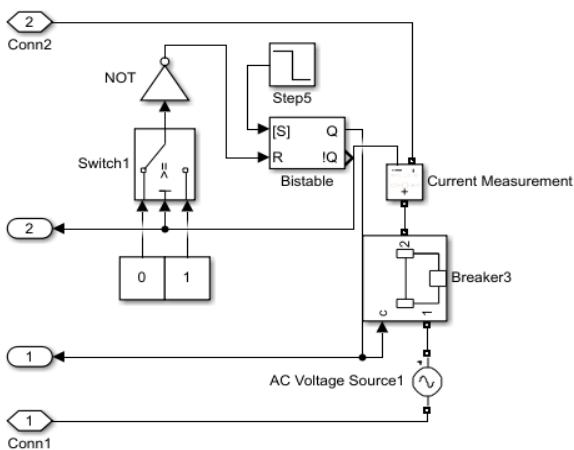 2
Conn2
NOT
Step5
[S] Q
R !Q
Bistable
Switch1
>=
Current Measurement
+
2
0 1
2
Breaker3
c 1
1
AC Voltage Source1
1
Conn1